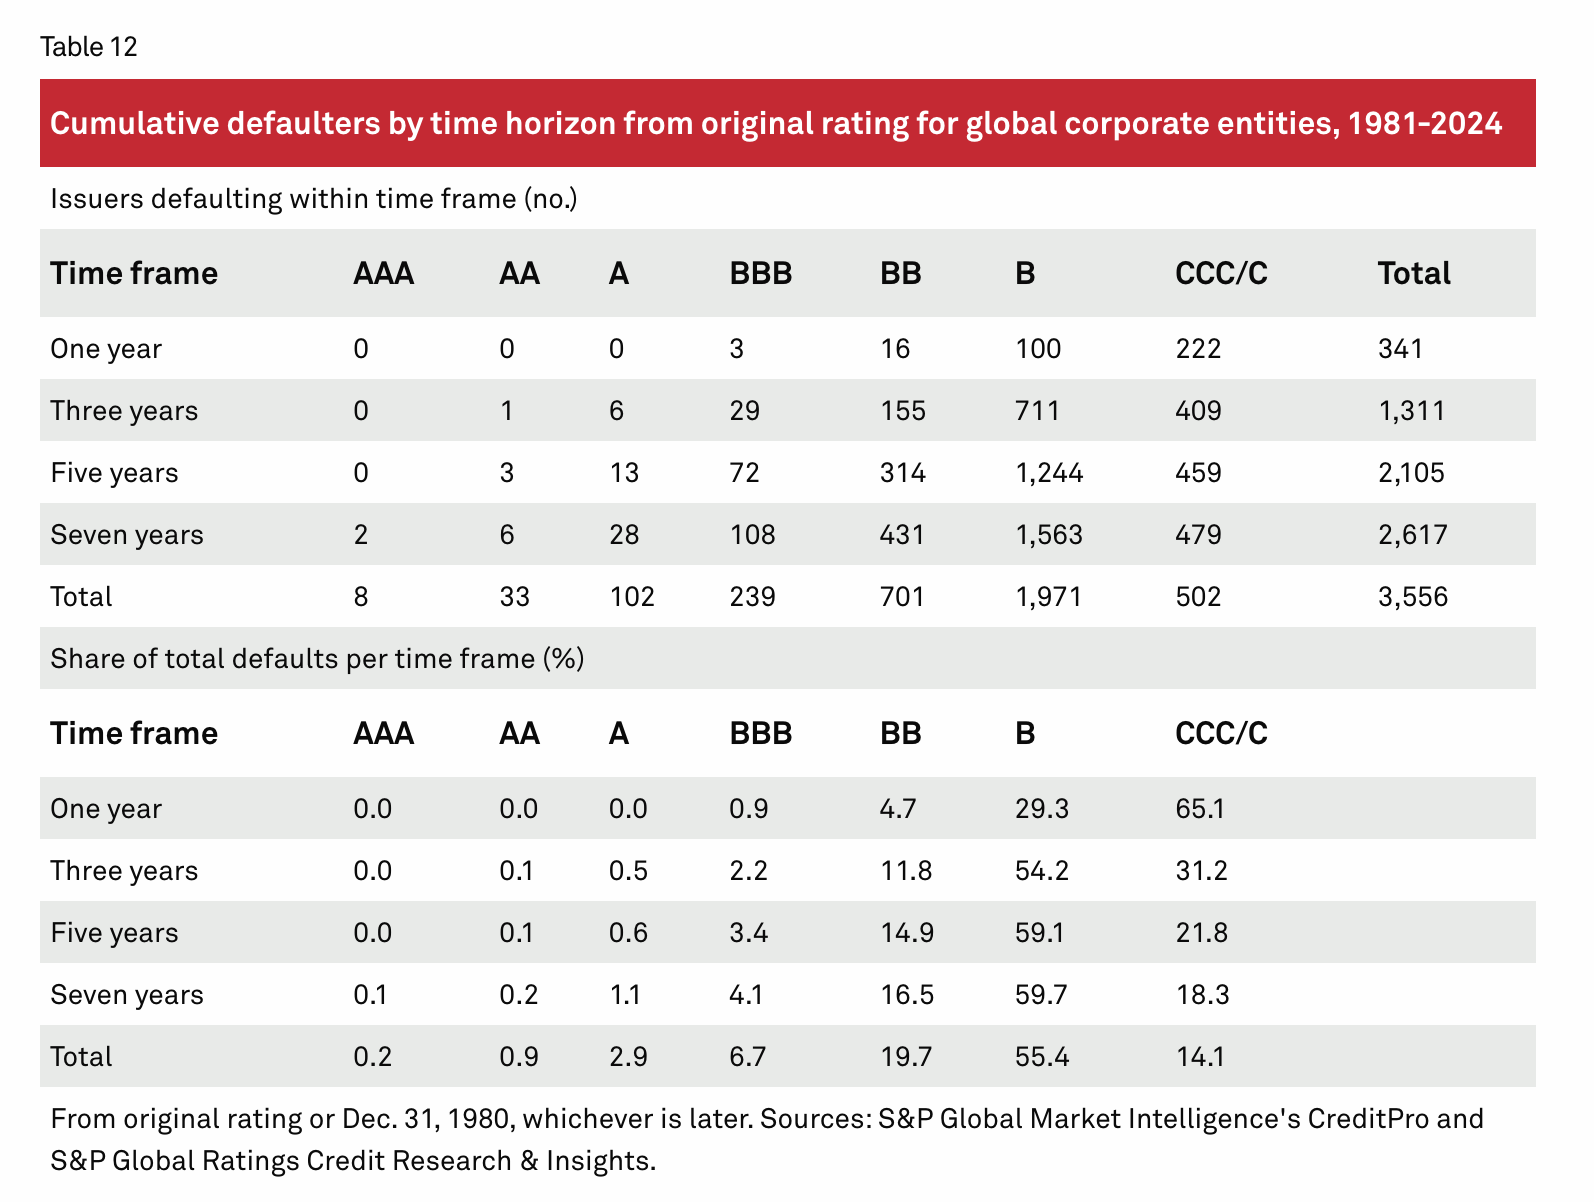 Table 12
Cumulative defaulters by time horizon from original rating for global corporate entities, 1981-2024
Issuers defaulting within time frame (no.)
Time frame AAA AA A BBB BB B CCC/C Total
One year 0 0 0 3 16 100 222 341
Three years 0 1 6 29 155 711 409 1,311
Five years 0 3 13 72 314 1,244 459 2,105
Seven years 2 6 28 108 431 1,563 479 2,617
Total 8 33 102 239 701 1,971 502 3,556
Share of total defaults per time frame (%)
Time frame AAA AA A BBB BB B CCC/C
One year 0.0 0.0 0.0 0.9 4.7 29.3 65.1
Three years 0.0 0.1 0.5 2.2 11.8 54.2 31.2
Five years 0.0 0.1 0.6 3.4 14.9 59.1 21.8
Seven years 0.1 0.2 1.1 4.1 16.5 59.7 18.3
Total 0.2 0.9 2.9 6.7 19.7 55.4 14.1
From original rating or Dec. 31, 1980, whichever is later. Sources: S&P Global Market Intelligence's CreditPro and
S&P Global Ratings Credit Research & Insights.